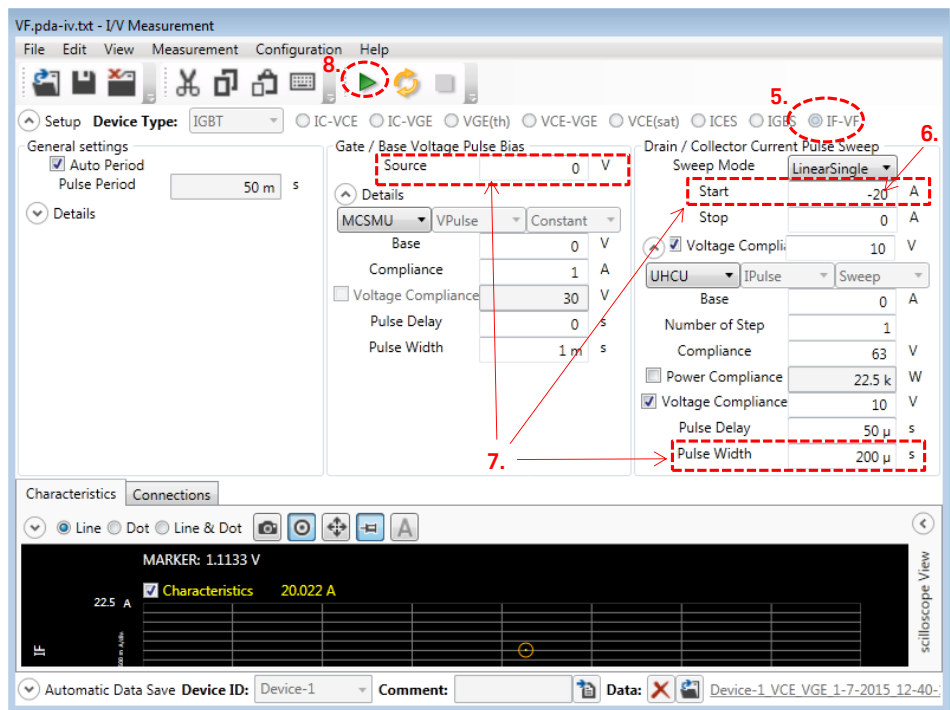 VF.pda-iv.txt - I/V Measurement
File Edit View Measurement Configuration Help
8.
5.
Setup Device Type: IGBT IC-VCE IC-VGE VGE(th) VCE-VGE VCE(sat) ICES IGES IF-VF
6.
General settings
Auto Period
Pulse Period 50 m s
Details
Gate / Base Voltage Pulse Bias
Source 0 V
Details
MCSMU VPulse Constant
Base 0 V
Compliance 1 A
Voltage Compliance 30 V
Pulse Delay 0 s
Pulse Width 1 m s
7.
Drain / Collector Current Pulse Sweep
Sweep Mode LinearSingle
Start -20 A
Stop 0 A
Voltage Complia 10 V
UHCU IPulse Sweep
Base 0 A
Number of Step 1
Compliance 63 V
Power Compliance 22.5 k W
Voltage Compliance 10 V
Pulse Delay 50 µ s
Pulse Width 200 µ s
Characteristics Connections
Line Dot Line & Dot A
MARKER: 1.1133 V
Characteristics 20.022 A
22.5 A
IF
scilloscope View
Automatic Data Save Device ID: Device-1 Comment: Data: Device-1_VCE_VGE_1-7-2015_12-40-